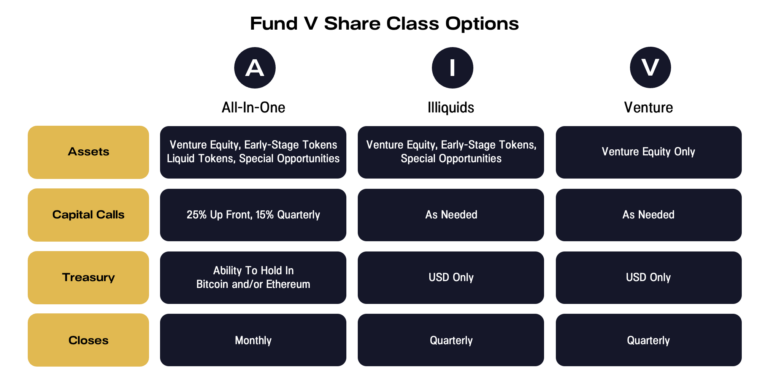 Fund V Share Class Options
A
I
V
All-In-One
Illiquids
Venture
Assets
Venture Equity, Early-Stage Tokens
Liquid Tokens, Special Opportunities
Venture Equity, Early-Stage Tokens,
Special Opportunities
Venture Equity Only
Capital Calls
25% Up Front, 15% Quarterly
As Needed
As Needed
Treasury
Ability To Hold In
Bitcoin and/or Ethereum
USD Only
USD Only
Closes
Monthly
Quarterly
Quarterly